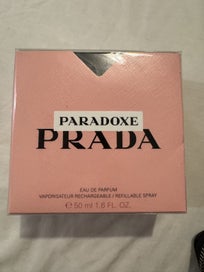 PARADOXE
PRADA
EAU DE PARFUM
VAPORISATEUR RECHARGEABLE / REFILLABLE SPRAY
℮ 50 ml 1.6 FL. OZ.